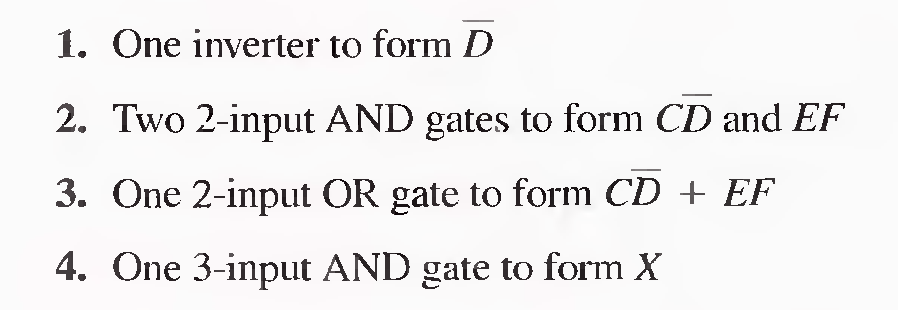 1. One inverter to form D̅
2. Two 2-input AND gates to form CD̅ and EF
3. One 2-input OR gate to form CD̅ + EF
4. One 3-input AND gate to form X